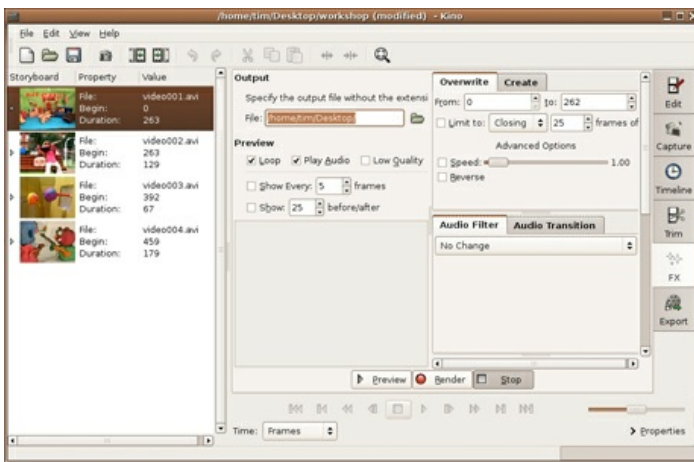 /home/tim/Desktop/workshop (modified) - Kino
File Edit View Help
Storyboard Property Value
File: video001.avi
Begin: 0
Duration: 263
File: video002.avi
Begin: 263
Duration: 129
File: video003.avi
Begin: 392
Duration: 67
File: video004.avi
Begin: 459
Duration: 179
Output
Specify the output file without the extensi
File: /home/tim/Desktop/
Preview
Loop Play Audio Low Quality
Show Every: 5 frames
Show: 25 before/after
Overwrite Create
From: 0 to: 262
Limit to: Closing 25 frames of
Advanced Options
Speed: 1.00
Reverse
Audio Filter Audio Transition
No Change
Edit
Capture
Timeline
Trim
FX
Export
Preview Render Stop
Time: Frames
Properties